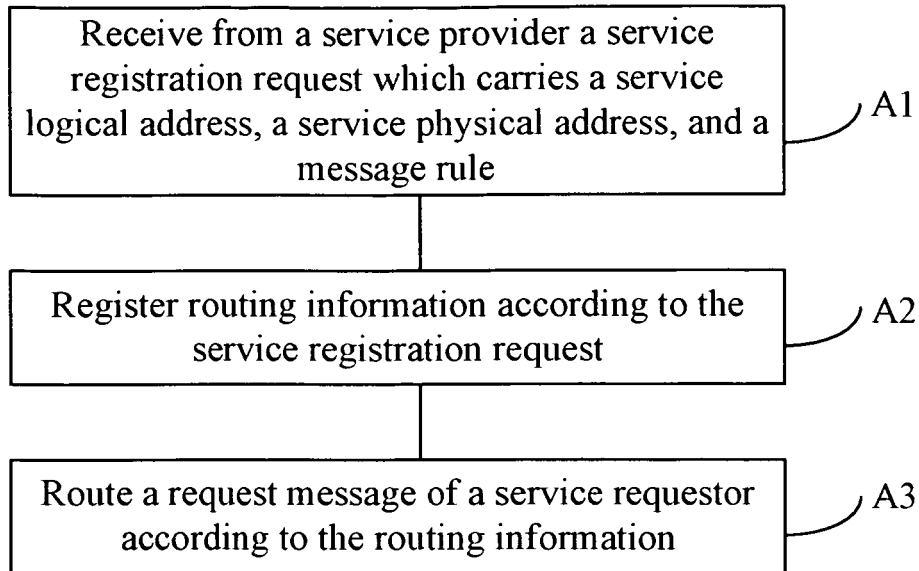 Receive from a service provider a service
registration request which carries a service
logical address, a service physical address, and a
message rule
A1
Register routing information according to the
service registration request
A2
Route a request message of a service requestor
according to the routing information
A3